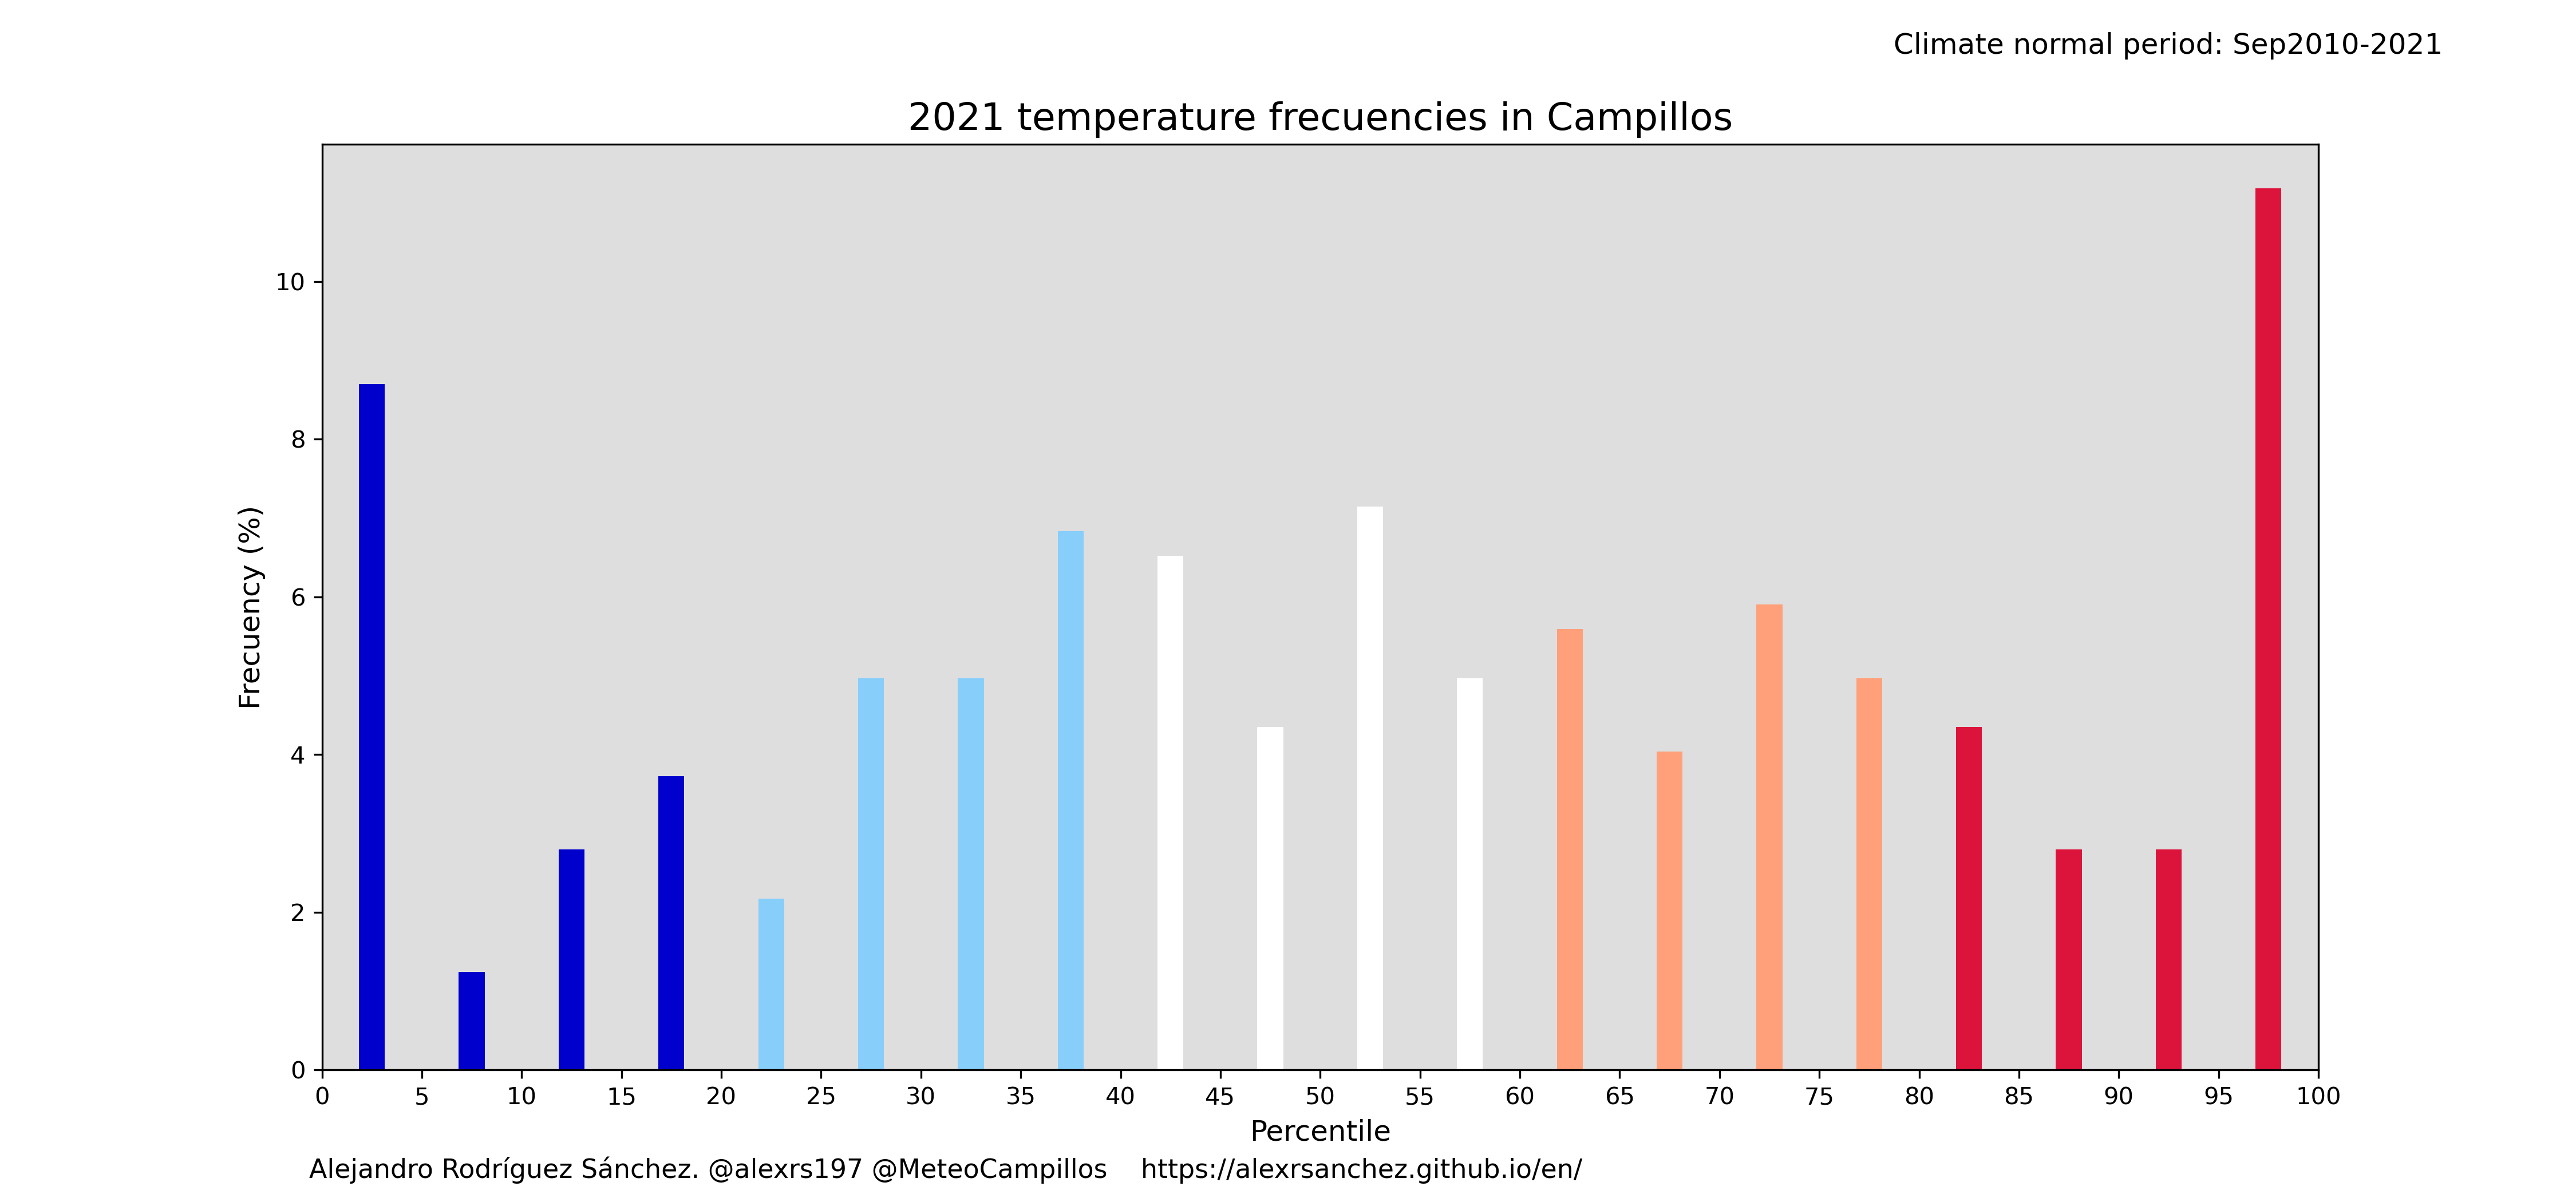 Climate normal period: Sep2010-2021
2021 temperature frecuencies in Campillos
Frecuency (%)
10
8
6
4
2
0
0 5 10 15 20 25 30 35 40 45 50 55 60 65 70 75 80 85 90 95 100
Percentile
Alejandro Rodríguez Sánchez. @alexrs197 @MeteoCampillos https://alexrsanchez.github.io/en/